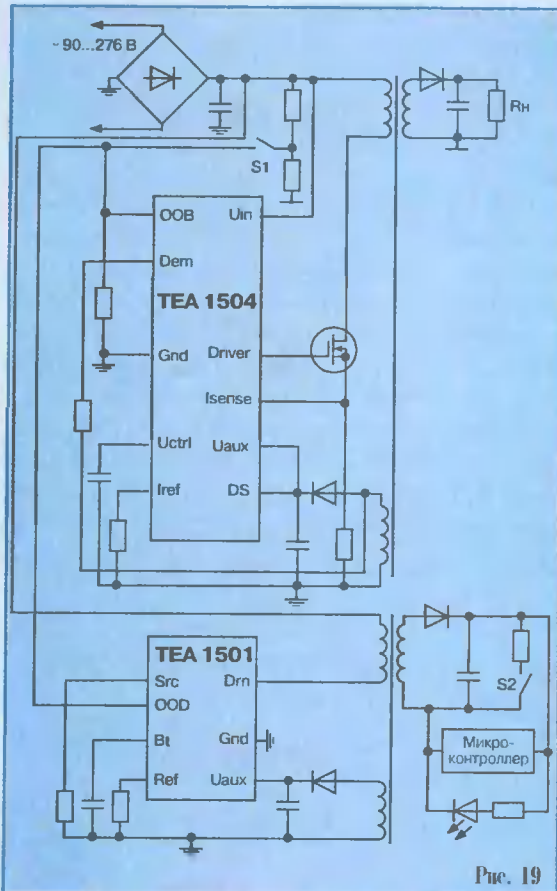 ~90...276 В
Rн
S1
OOB
Uin
Dem
TEA 1504
Gnd
Driver
Isense
Uctrl
Uaux
Iref
DS
TEA 1501
Src
Drn
OOD
Bt
Gnd
Ref
Uaux
S2
Микро-
контроллер
Рис. 19